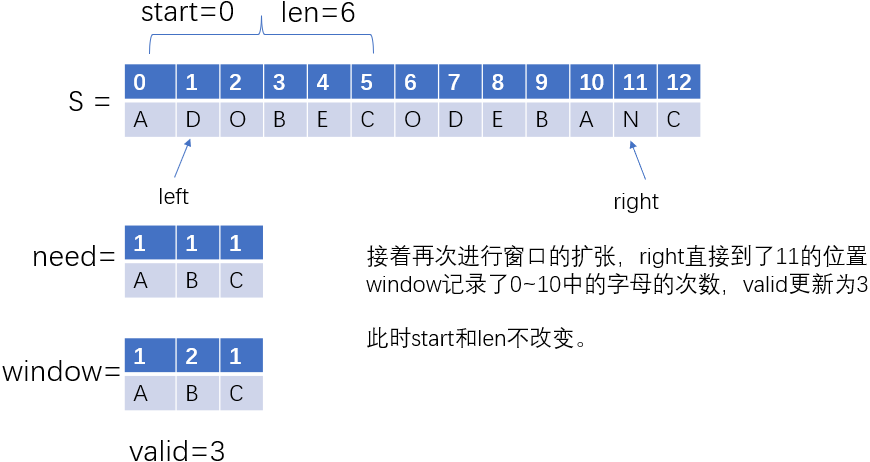 start=0 len=6
S =
0 1 2 3 4 5 6 7 8 9 10 11 12
A D O B E C O D E B A N C
left
right
need=
1 1 1
A B C
接着再次进行窗口的扩张，right直接到了11的位置
window记录了0~10中的字母的次数，valid更新为3
此时start和len不改变。
window=
1 2 1
A B C
valid=3